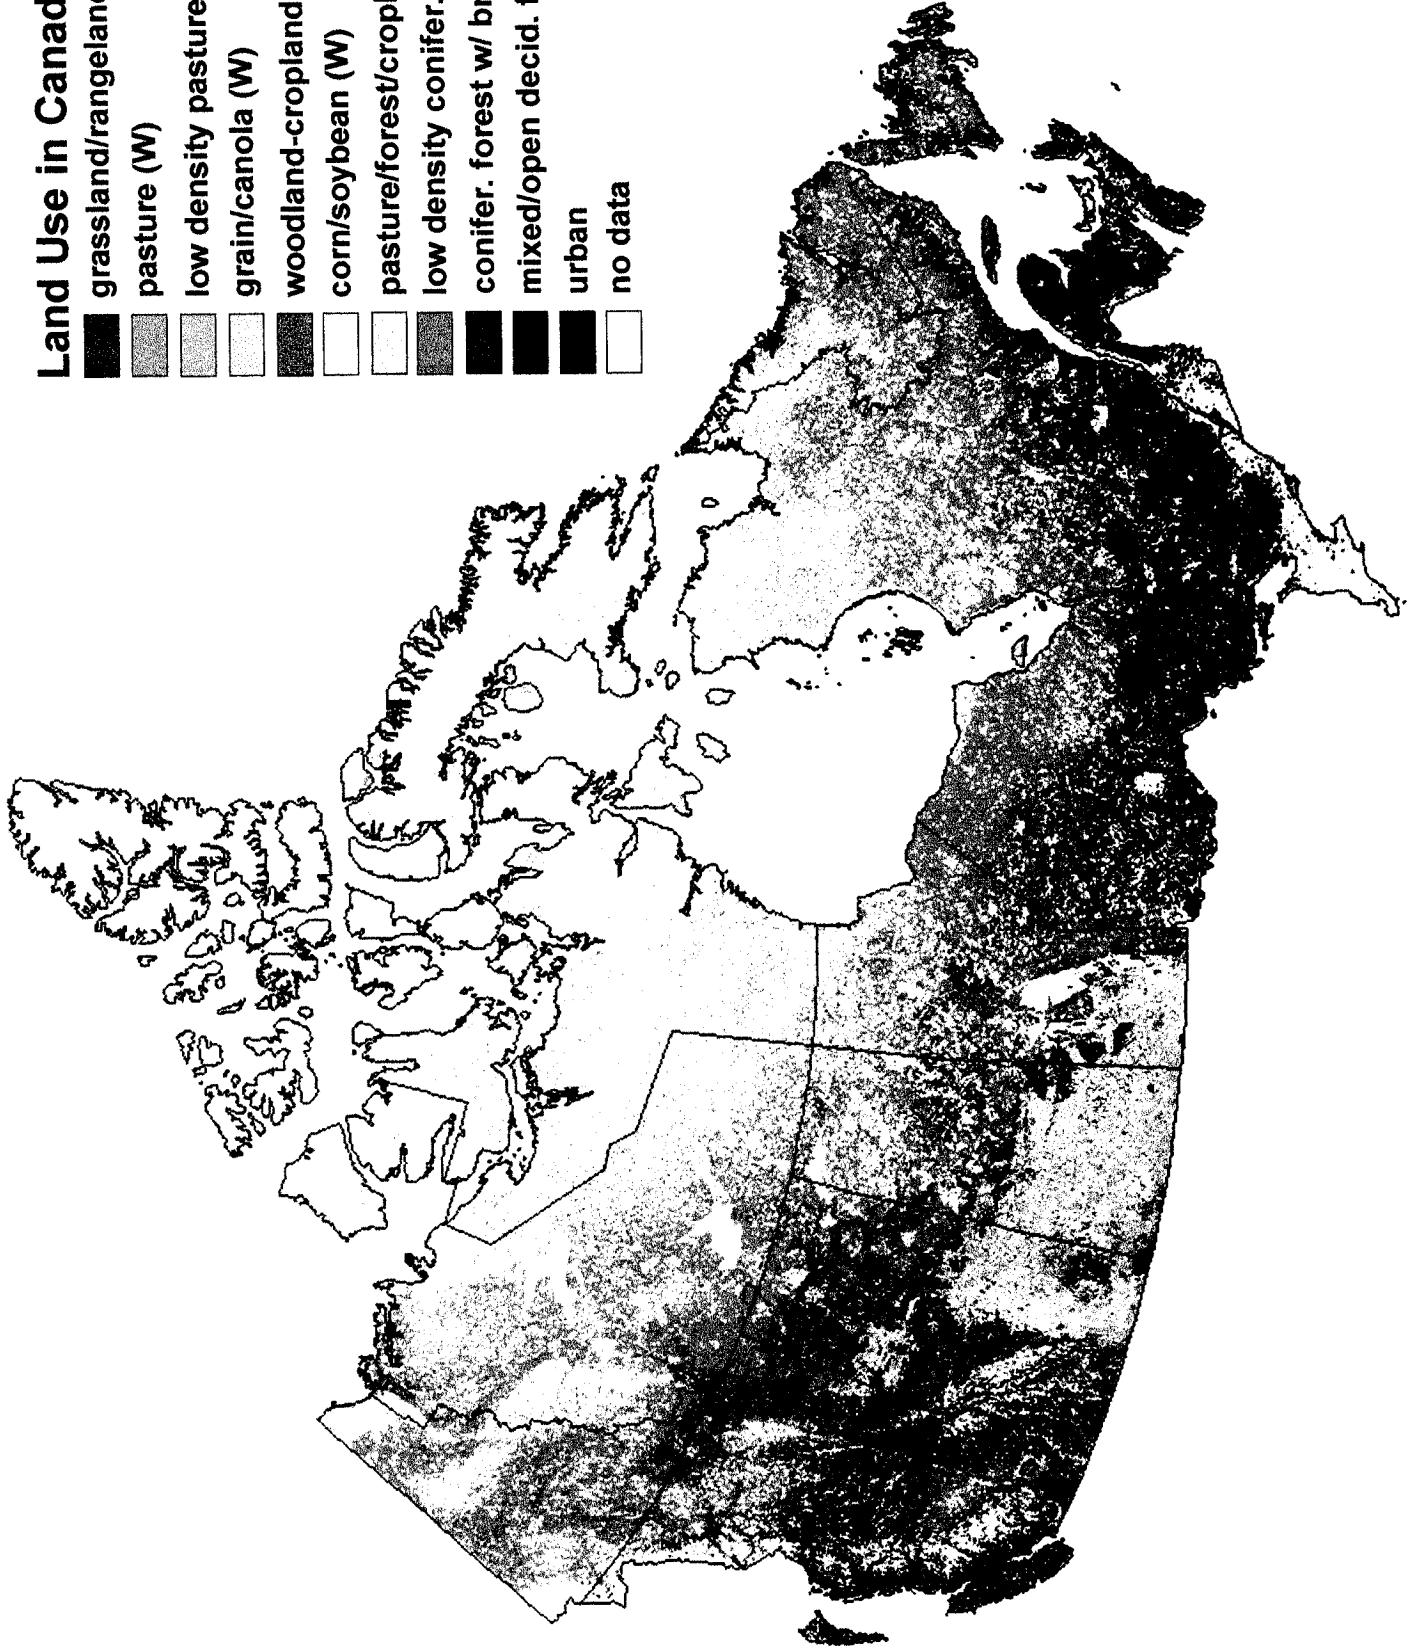 Land Use in Canad
grassland/rangelan
pasture (W)
low density pasture
grain/canola (W)
woodland-cropland
corn/soybean (W)
pasture/forest/cropl
low density conifer.
conifer. forest w/ br
mixed/open decid. f
urban
no data